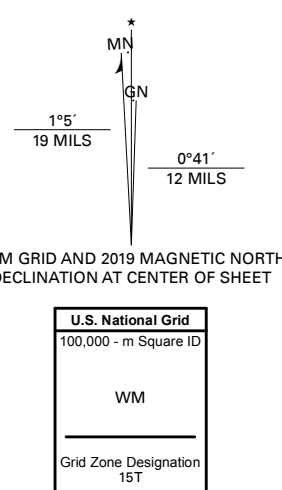 ★
MN
GN
1°5´
19 MILS
0°41´
12 MILS
M GRID AND 2019 MAGNETIC NORTH
DECLINATION AT CENTER OF SHEET
U.S. National Grid
100,000 - m Square ID
WM
Grid Zone Designation
15T